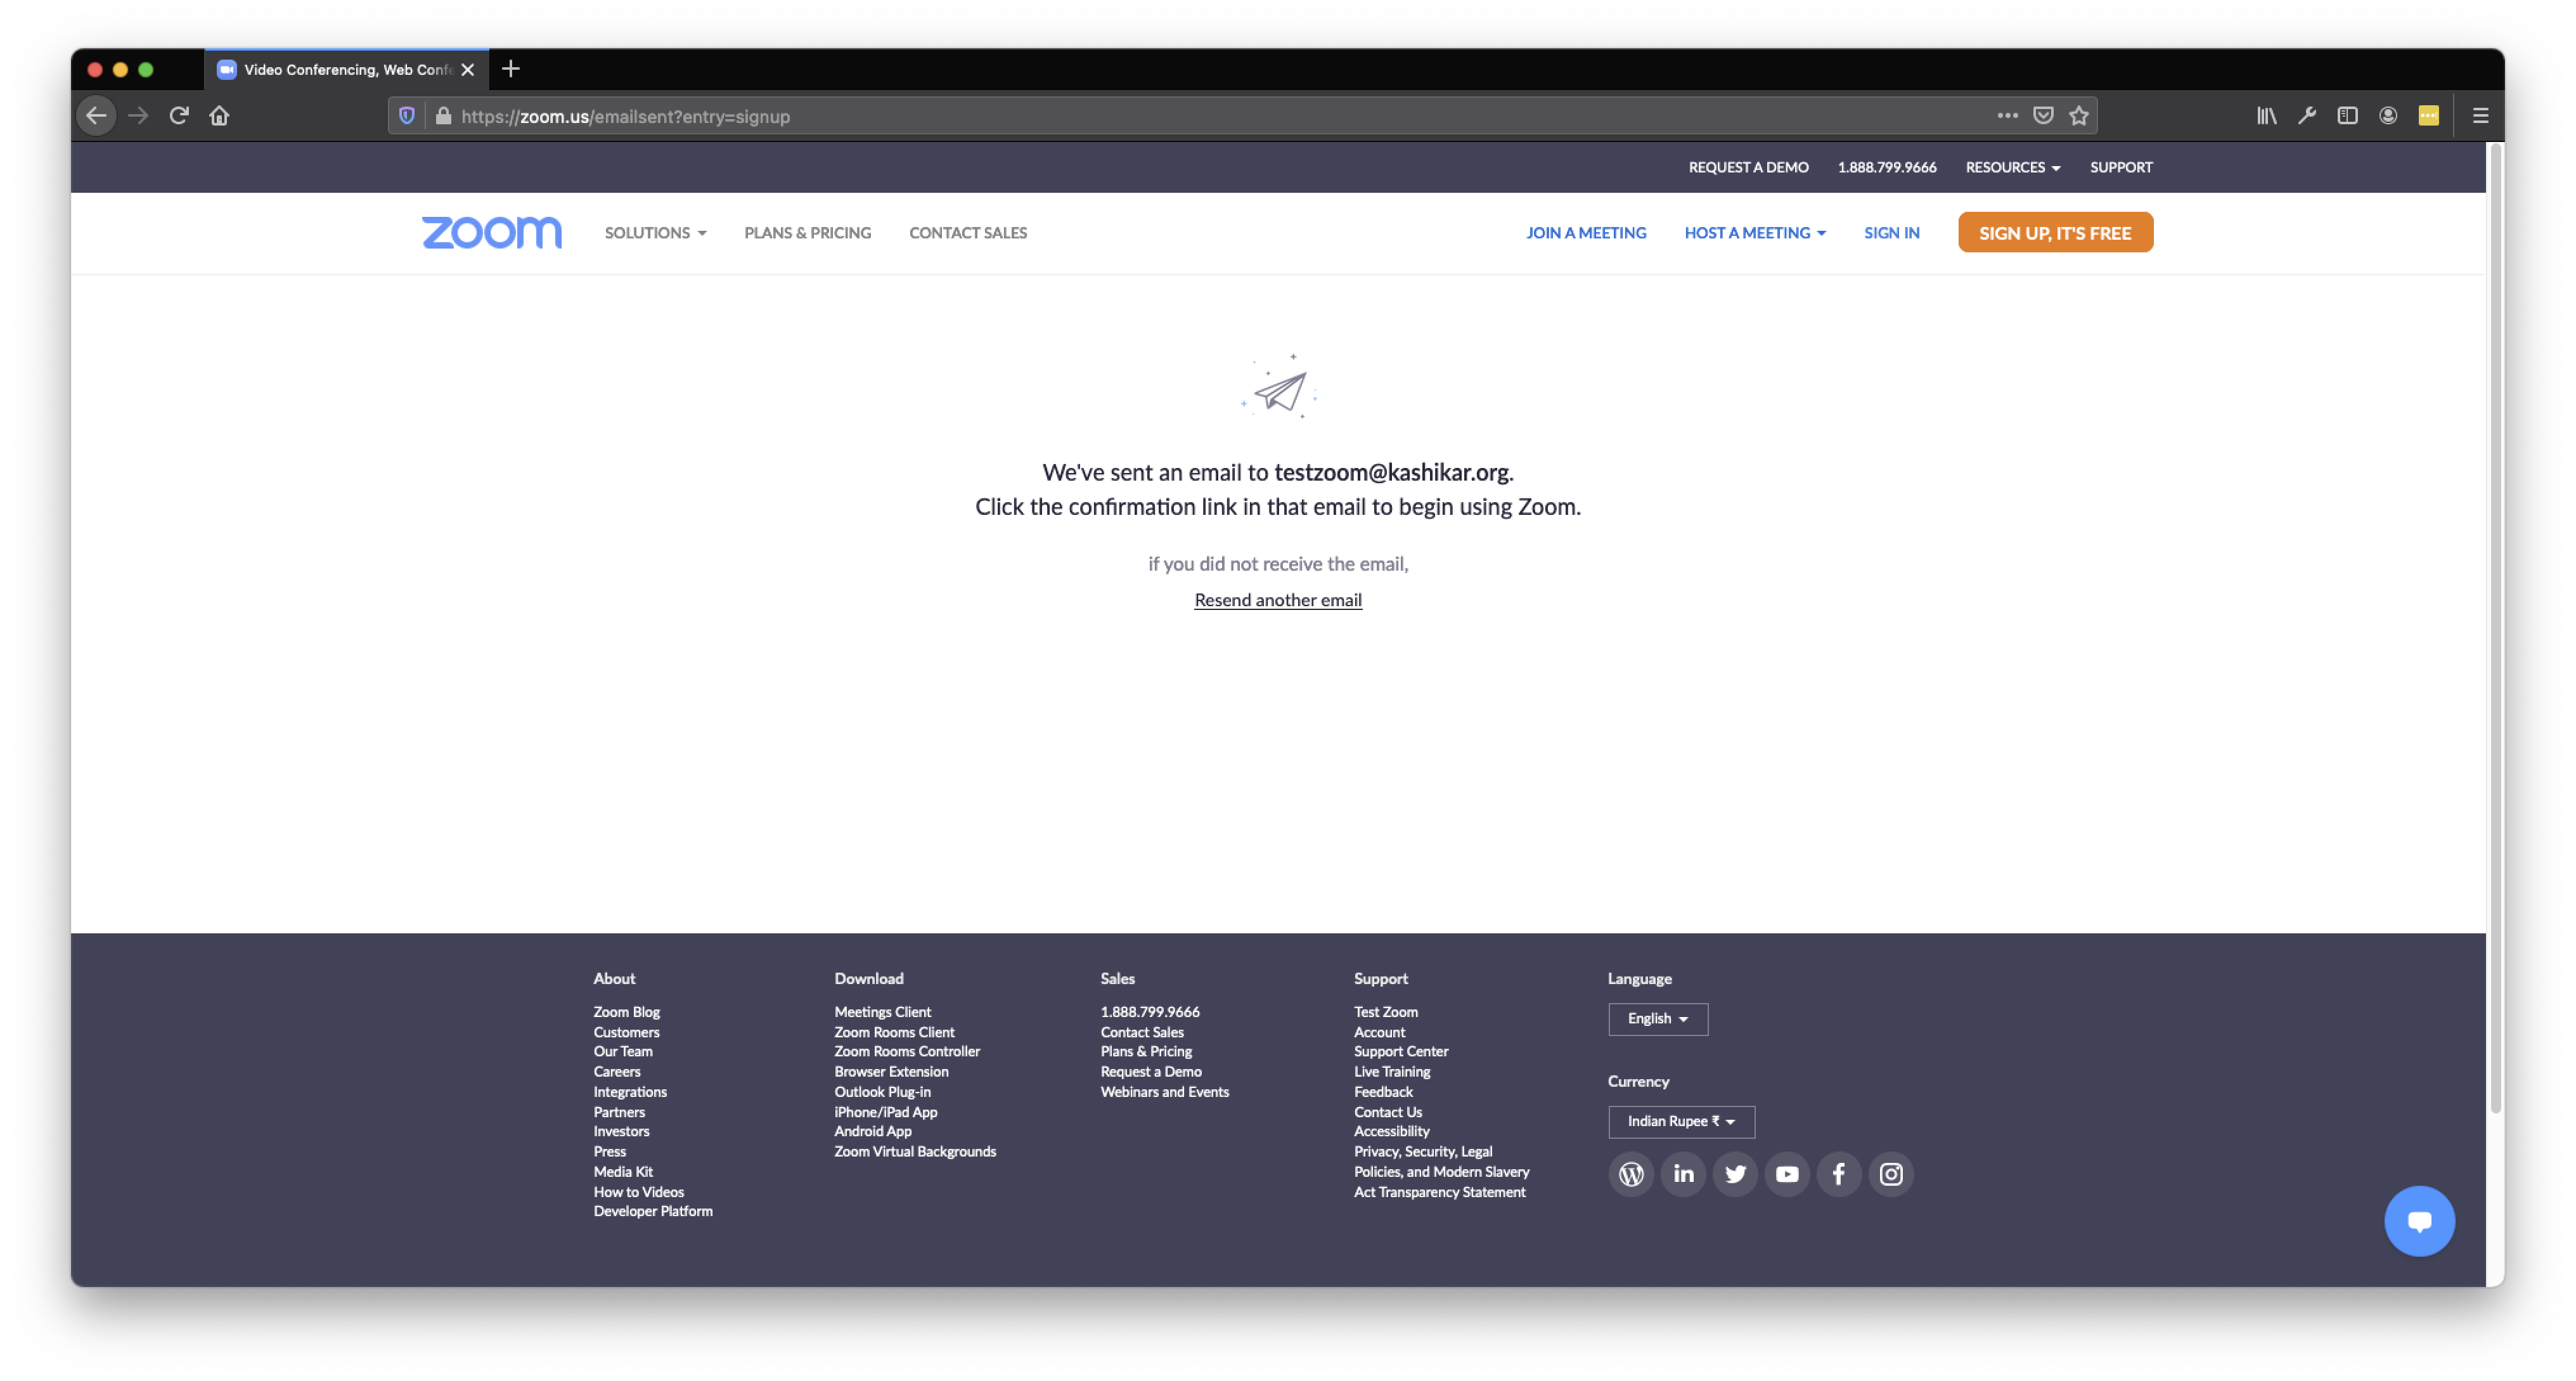 Video Conferencing, Web Conf
https://zoom.us/emailsent?entry=signup
REQUEST A DEMO 1.888.799.9666 RESOURCES SUPPORT
zoom SOLUTIONS PLANS & PRICING CONTACT SALES JOIN A MEETING HOST A MEETING SIGN IN SIGN UP, IT'S FREE
We've sent an email to testzoom@kashikar.org.
Click the confirmation link in that email to begin using Zoom.
if you did not receive the email,
Resend another email
About
Zoom Blog
Customers
Our Team
Careers
Integrations
Partners
Investors
Press
Media Kit
How to Videos
Developer Platform
Download
Meetings Client
Zoom Rooms Client
Zoom Rooms Controller
Browser Extension
Outlook Plug-in
iPhone/iPad App
Android App
Zoom Virtual Backgrounds
Sales
1.888.799.9666
Contact Sales
Plans & Pricing
Request a Demo
Webinars and Events
Support
Test Zoom
Account
Support Center
Live Training
Feedback
Contact Us
Accessibility
Privacy, Security, Legal
Policies, and Modern Slavery
Act Transparency Statement
Language
English
Currency
Indian Rupee ₹